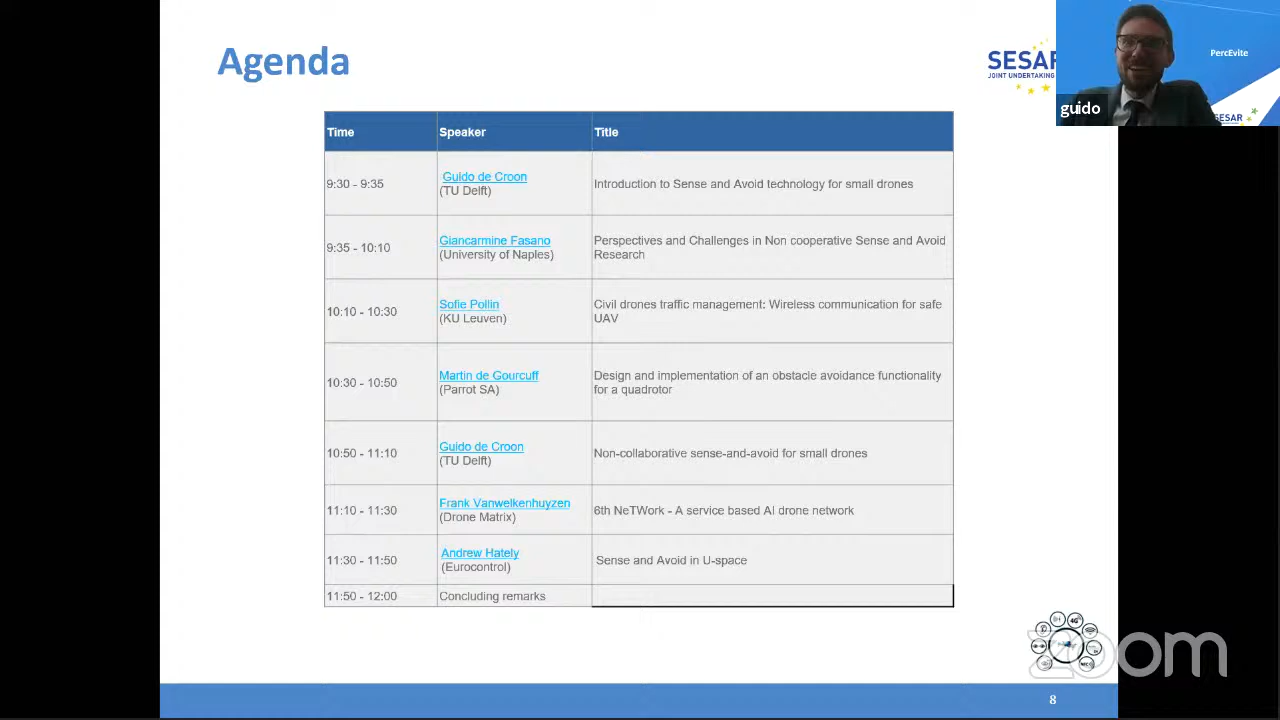 Agenda
SESAR
JOINT UNDERTAKING
PercEvite
guido
SESAR
Time Speaker Title
9:30 - 9:35 Guido de Croon Introduction to Sense and Avoid technology for small drones
(TU Delft)
9:35 - 10:10 Giancarmine Fasano Perspectives and Challenges in Non cooperative Sense and Avoid
(University of Naples) Research
10:10 - 10:30 Sofie Pollin Civil drones traffic management: Wireless communication for safe
(KU Leuven) UAV
10:30 - 10:50 Martin de Gourcuff Design and implementation of an obstacle avoidance functionality
(Parrot SA) for a quadrotor
10:50 - 11:10 Guido de Croon Non-collaborative sense-and-avoid for small drones
(TU Delft)
11:10 - 11:30 Frank Vanwelkenhuyzen 6th NeTWork - A service based AI drone network
(Drone Matrix)
11:30 - 11:50 Andrew Hately Sense and Avoid in U-space
(Eurocontrol)
11:50 - 12:00 Concluding remarks
4G
zoom
8